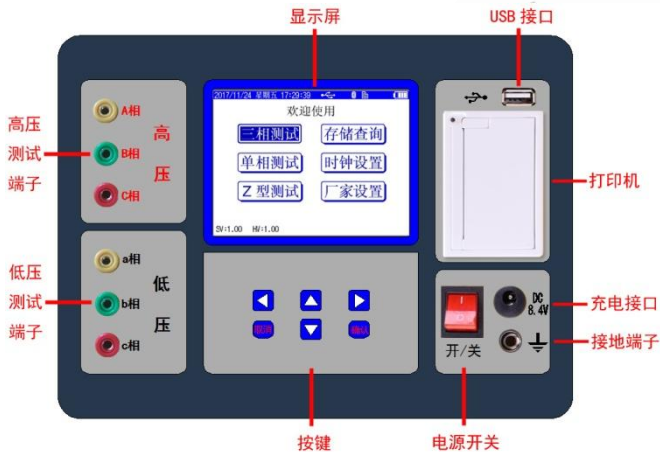 显示屏
USB 接口
高压
测试
端子
A相
B相
C相
高
压
2017/11/24 星期五 17:29:39
欢迎使用
三相测试
存储查询
单相测试
时钟设置
Z 型测试
厂家设置
SV:1.00 HV:1.00
打印机
低压
测试
端子
a相
b相
c相
低
压
取消
确认
开/关
DC
8.4V
充电接口
接地端子
按键
电源开关